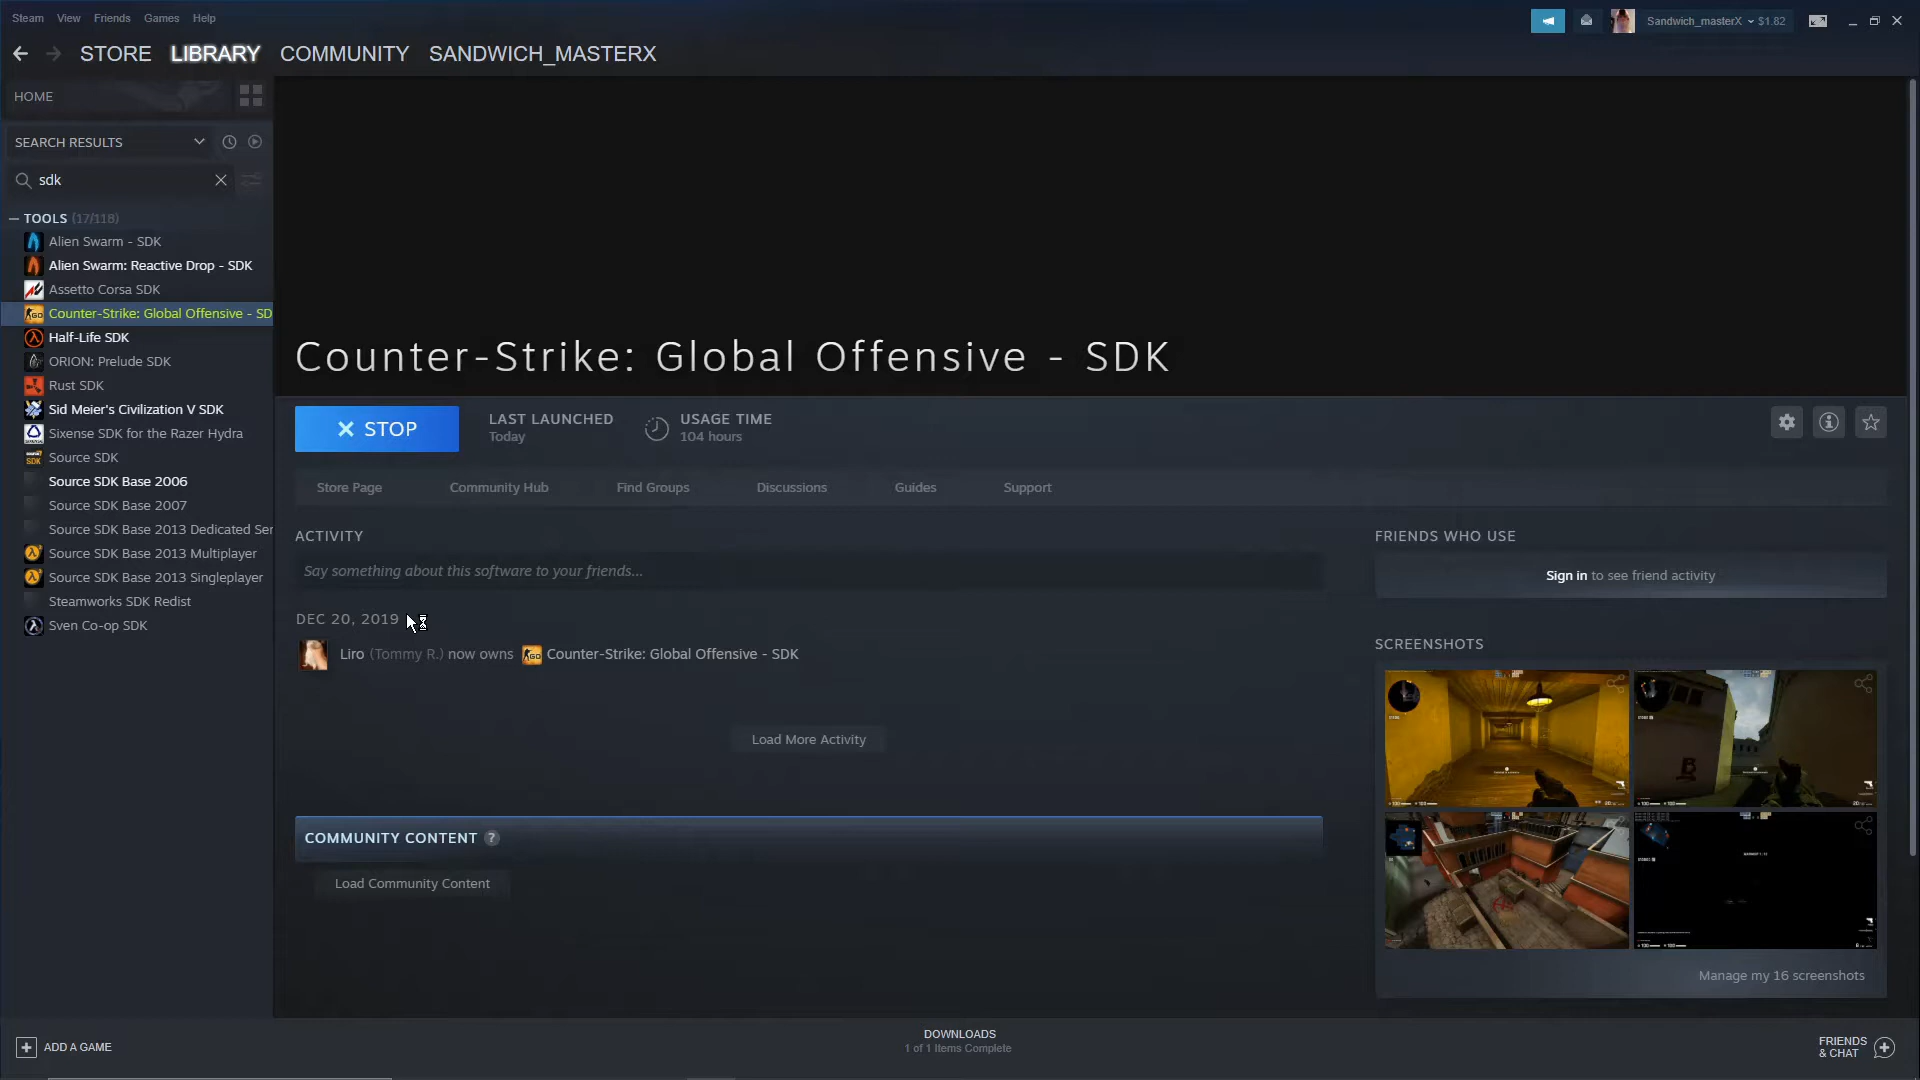 Steam View Friends Games Help
Sandwich_masterX $1.82
STORE LIBRARY COMMUNITY SANDWICH_MASTERX
HOME
SEARCH RESULTS
sdk
TOOLS (17/118)
Alien Swarm - SDK
Alien Swarm: Reactive Drop - SDK
Assetto Corsa SDK
Counter-Strike: Global Offensive - SD
Half-Life SDK
ORION: Prelude SDK
Rust SDK
Sid Meier's Civilization V SDK
Sixense SDK for the Razer Hydra
Source SDK
Source SDK Base 2006
Source SDK Base 2007
Source SDK Base 2013 Dedicated Ser
Source SDK Base 2013 Multiplayer
Source SDK Base 2013 Singleplayer
Steamworks SDK Redist
Sven Co-op SDK
Counter-Strike: Global Offensive - SDK
STOP
LAST LAUNCHED
Today
USAGE TIME
104 hours
Store Page Community Hub Find Groups Discussions Guides Support
ACTIVITY
Say something about this software to your friends...
DEC 20, 2019
Liro (Tommy R.) now owns Counter-Strike: Global Offensive - SDK
Load More Activity
COMMUNITY CONTENT ?
Load Community Content
FRIENDS WHO USE
Sign in to see friend activity
SCREENSHOTS
Manage my 16 screenshots
ADD A GAME
DOWNLOADS
1 of 1 Items Complete
FRIENDS
& CHAT